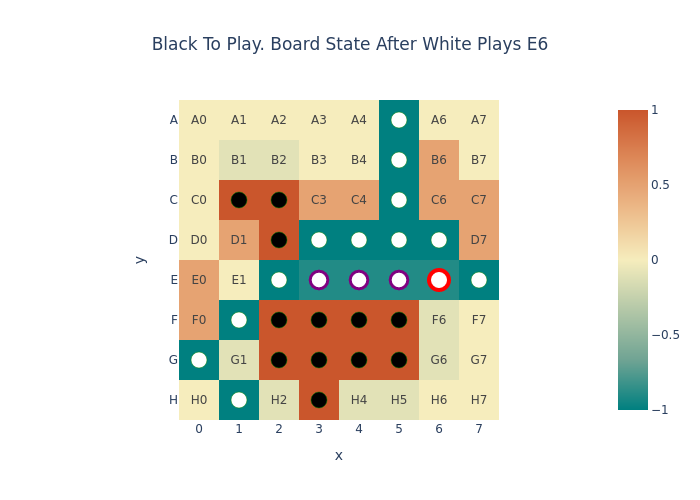 Black To Play. Board State After White Plays E6
A A0 A1 A2 A3 A4 A6 A7
B B0 B1 B2 B3 B4 B6 B7
C C0 C3 C4 C6 C7
D D0 D1 D7
E E0 E1
F F0 F6 F7
G G1 G6 G7
H H0 H2 H4 H5 H6 H7
0 1 2 3 4 5 6 7
x
y
1
0.5
0
−0.5
−1